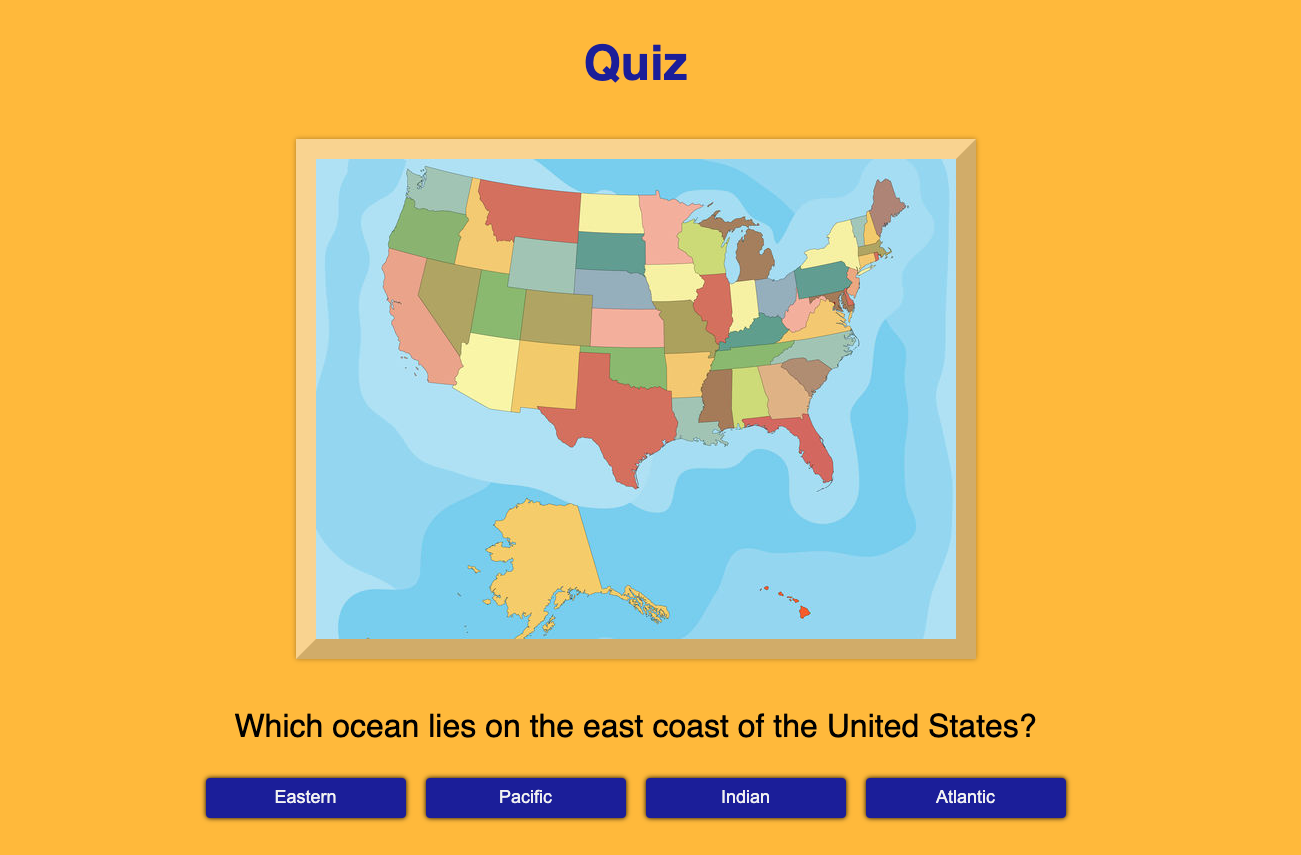 Quiz
Which ocean lies on the east coast of the United States?
Eastern
Pacific
Indian
Atlantic